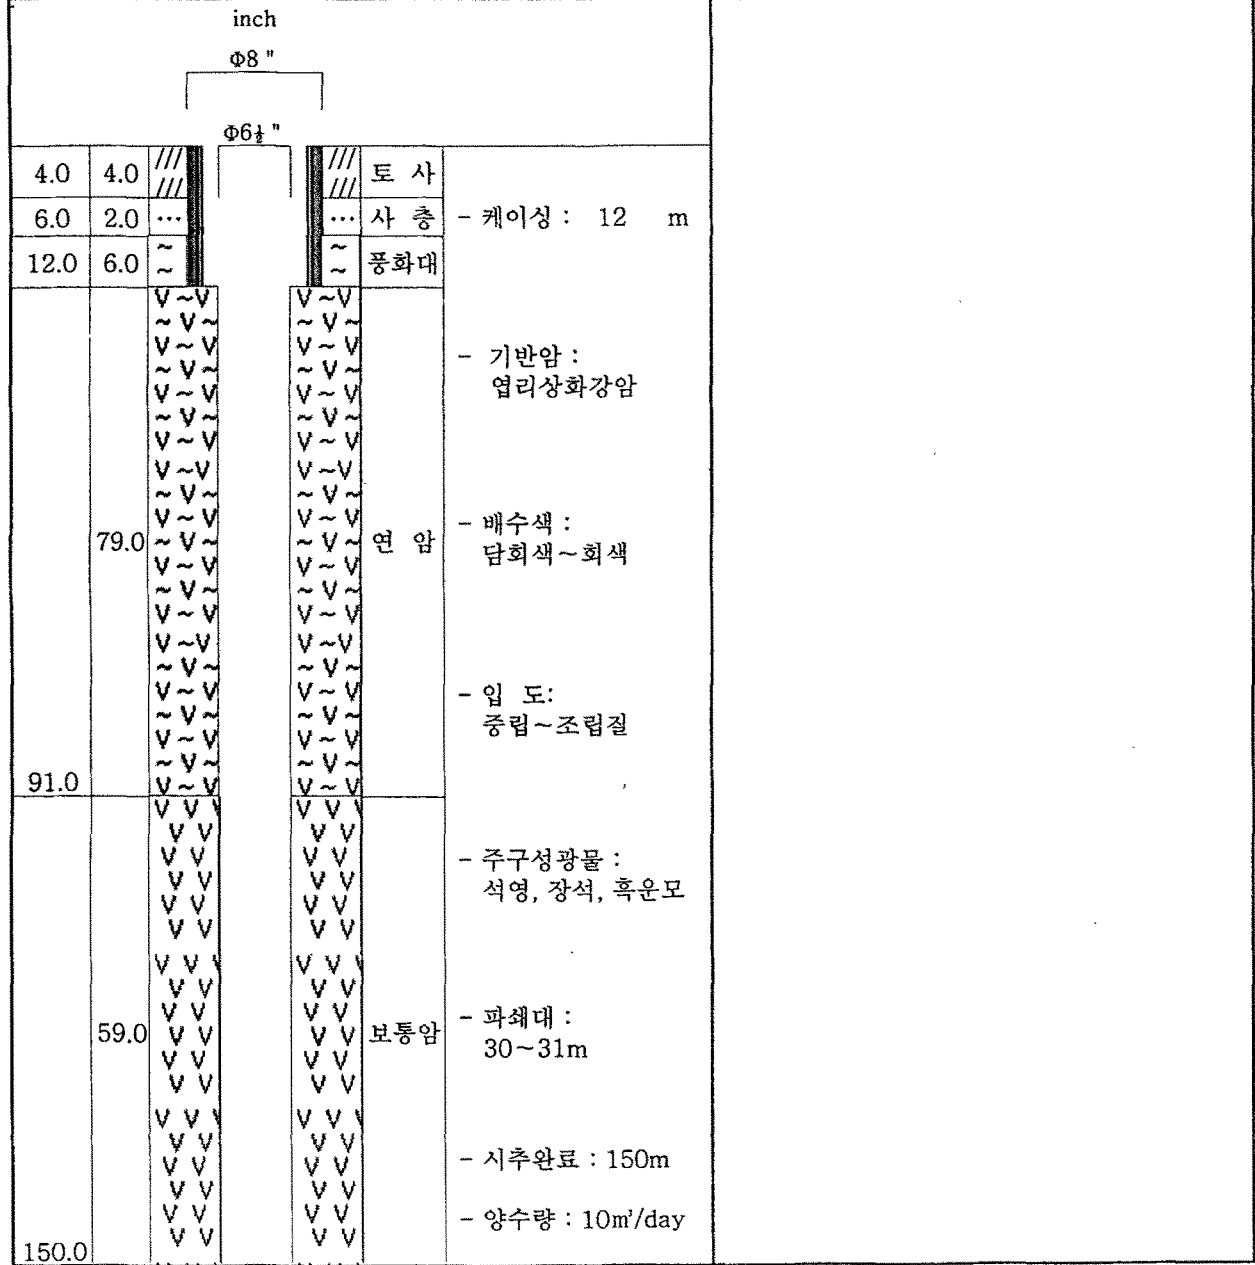 inch
Φ8 "
Φ6½ "
4.0 4.0 토 사
6.0 2.0 사 층 - 케이싱 : 12 m
12.0 6.0 풍화대
- 기반암 :
엽리상화강암
79.0 연 암 - 배수색 :
담회색~회색
- 입 도:
중립~조립질
91.0
- 주구성광물 :
석영, 장석, 흑운모
59.0 보통암 - 파쇄대 :
30~31m
- 시추완료 : 150m
- 양수량 : 10㎥/day
150.0